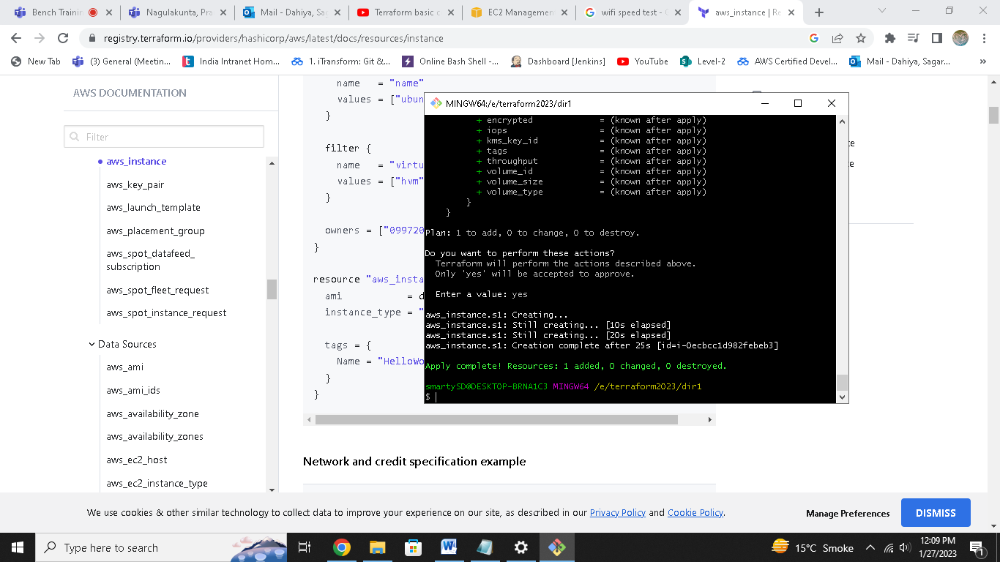 Bench Trainin
Nagulakunta, Pra
Mail - Dahiya, Sag
Terraform basic c
EC2 Managemen
wifi speed test - G
aws_instance | Re
registry.terraform.io/providers/hashicorp/aws/latest/docs/resources/instance
New Tab
(3) General (Meetin...
India Intranet Hom...
1. iTransform: Git &...
Online Bash Shell -...
Dashboard [Jenkins]
YouTube
Level-2
AWS Certified Devel...
Mail - Dahiya, Sagar...
AWS DOCUMENTATION
Filter
aws_instance
aws_key_pair
aws_launch_template
aws_placement_group
aws_spot_datafeed_
subscription
aws_spot_fleet_request
aws_spot_instance_request
Data Sources
aws_ami
aws_ami_ids
aws_availability_zone
aws_availability_zones
aws_ec2_host
aws_ec2_instance_type
name = "name"
values = ["ubun
}
filter {
name = "virtu
values = ["hvm"
}
owners = ["099720
}
resource "aws_insta
ami = d
instance_type = "
tags = {
Name = "HelloWo
}
}
Network and credit specification example
MINGW64:/e/terraform2023/dir1
+ encrypted = (known after apply)
+ iops = (known after apply)
+ kms_key_id = (known after apply)
+ tags = (known after apply)
+ throughput = (known after apply)
+ volume_id = (known after apply)
+ volume_size = (known after apply)
+ volume_type = (known after apply)
}
}
Plan: 1 to add, 0 to change, 0 to destroy.
Do you want to perform these actions?
Terraform will perform the actions described above.
Only 'yes' will be accepted to approve.
Enter a value: yes
aws_instance.s1: Creating...
aws_instance.s1: Still creating... [10s elapsed]
aws_instance.s1: Still creating... [20s elapsed]
aws_instance.s1: Creation complete after 25s [id=i-0ecbcc1d982febeb3]
Apply complete! Resources: 1 added, 0 changed, 0 destroyed.
smartySD@DESKTOP-BRNA1C3 MINGW64 /e/terraform2023/dir1
$
te
e
We use cookies & other similar technology to collect data to improve your experience on our site, as described in our Privacy Policy and Cookie Policy.
Manage Preferences
DISMISS
Type here to search
15°C Smoke
12:09 PM
1/27/2023
1